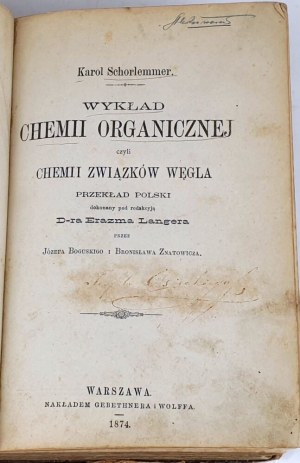 Karol Schorlemmer.
WYKŁAD
CHEMII ORGANICZNEJ
czyli
CHEMII ZWIĄZKÓW WĘGLA
PRZEKŁAD POLSKI
dokonany pod redakcyją
D-ra Erazma Langera
PRZEZ
Józefa Boguskiego i Bronisława Znatowicza.
WARSZAWA.
NAKŁADEM GEBETHNERA i WOLFFA.
1874.